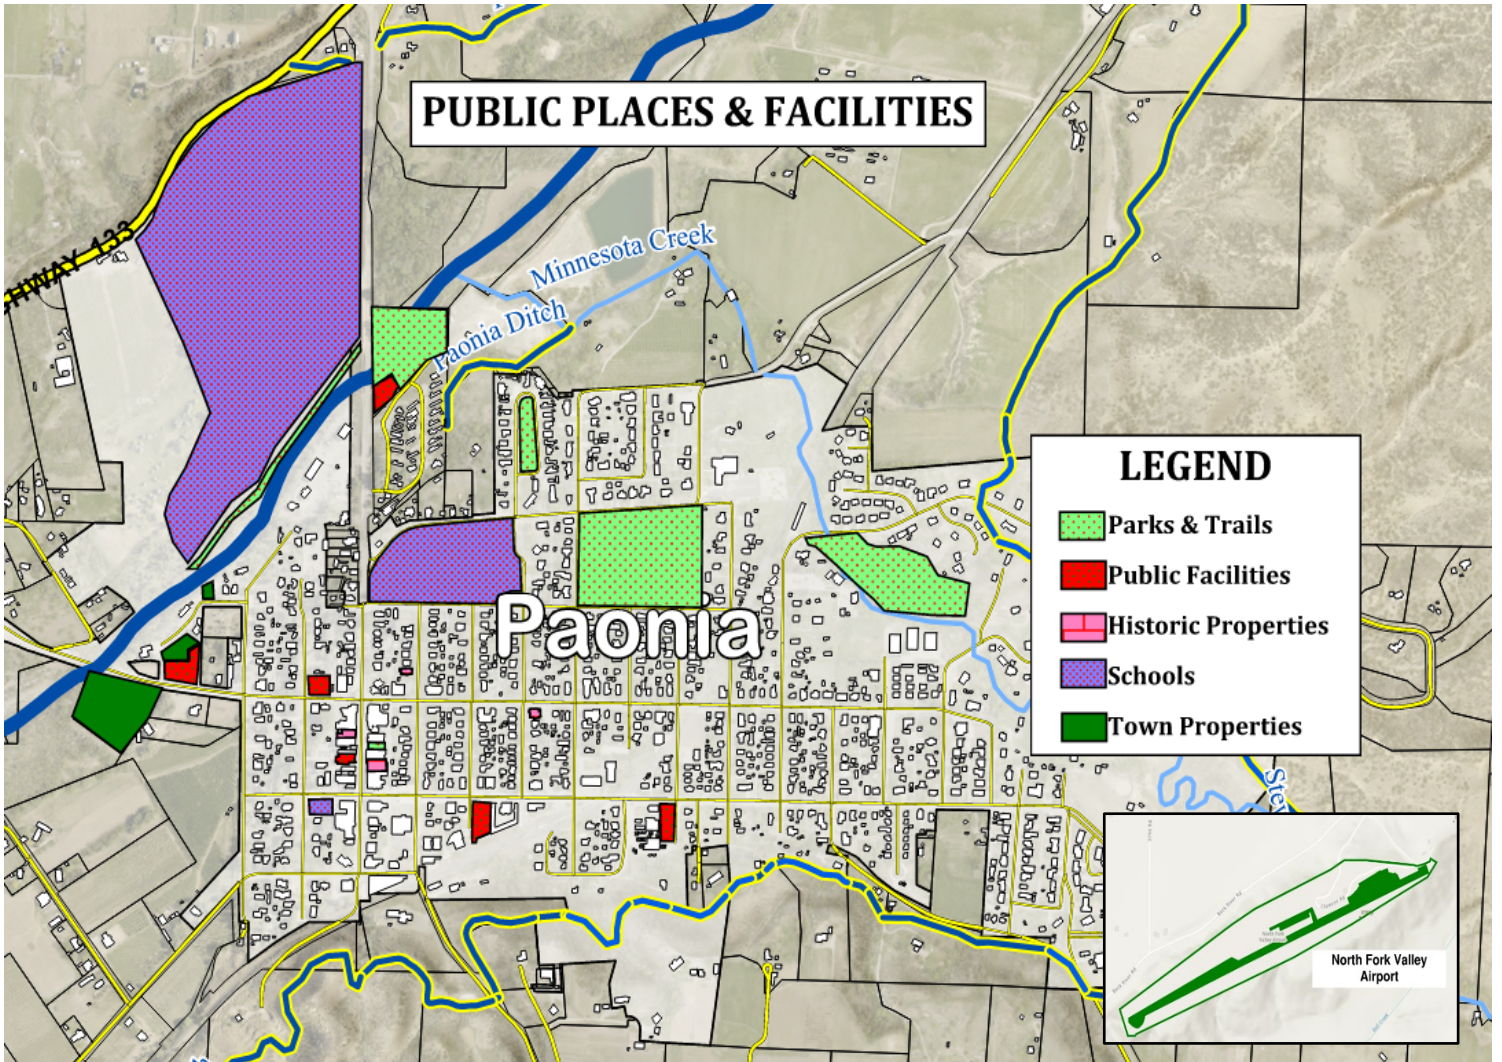 PUBLIC PLACES & FACILITIES
HWAY 133
Minnesota Creek
Paonia Ditch
Paonia
LEGEND
Parks & Trails
Public Facilities
Historic Properties
Schools
Town Properties
Stew
North Fork Valley
Airport